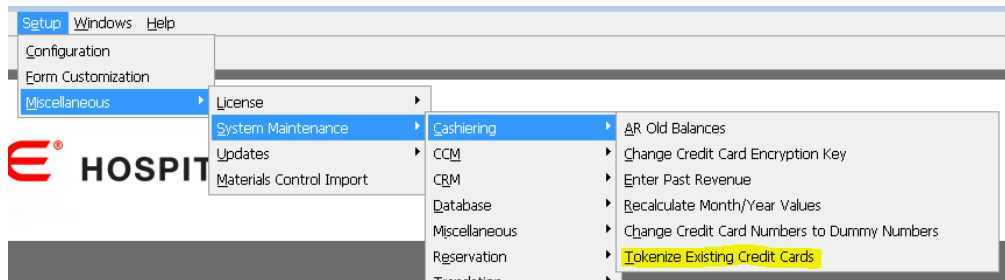 Setup Windows Help
Configuration
Form Customization
Miscellaneous
License
System Maintenance
Updates
Materials Control Import
Cashiering
CCM
CRM
Database
Miscellaneous
Reservation
Translation
AR Old Balances
Change Credit Card Encryption Key
Enter Past Revenue
Recalculate Month/Year Values
Change Credit Card Numbers to Dummy Numbers
Tokenize Existing Credit Cards
E® HOSPIT